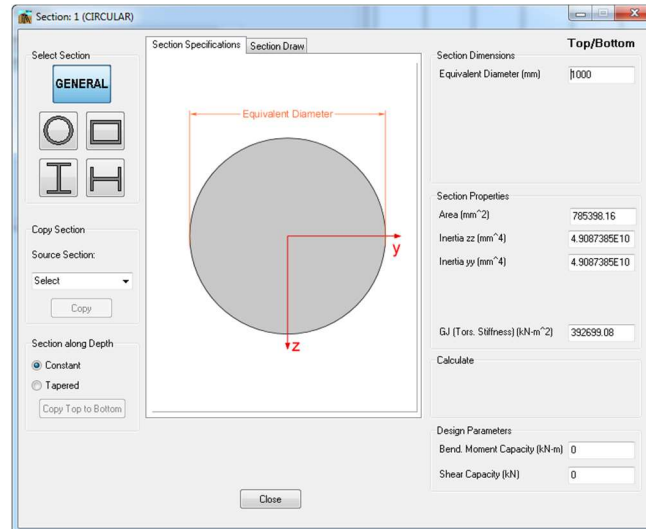 Section: 1 (CIRCULAR)
Select Section
GENERAL
Copy Section
Source Section:
Select
Copy
Section along Depth
Constant
Tapered
Copy Top to Bottom
Section Specifications
Section Draw
Equivalent Diameter
y
z
Close
Top/Bottom
Section Dimensions
Equivalent Diameter (mm) 1000
Section Properties
Area (mm^2) 785398.16
Inertia zz (mm^4) 4.9087385E10
Inertia yy (mm^4) 4.9087385E10
GJ (Tors. Stiffness) (kN-m^2) 392699.08
Calculate
Design Parameters
Bend. Moment Capacity (kN-m) 0
Shear Capacity (kN) 0